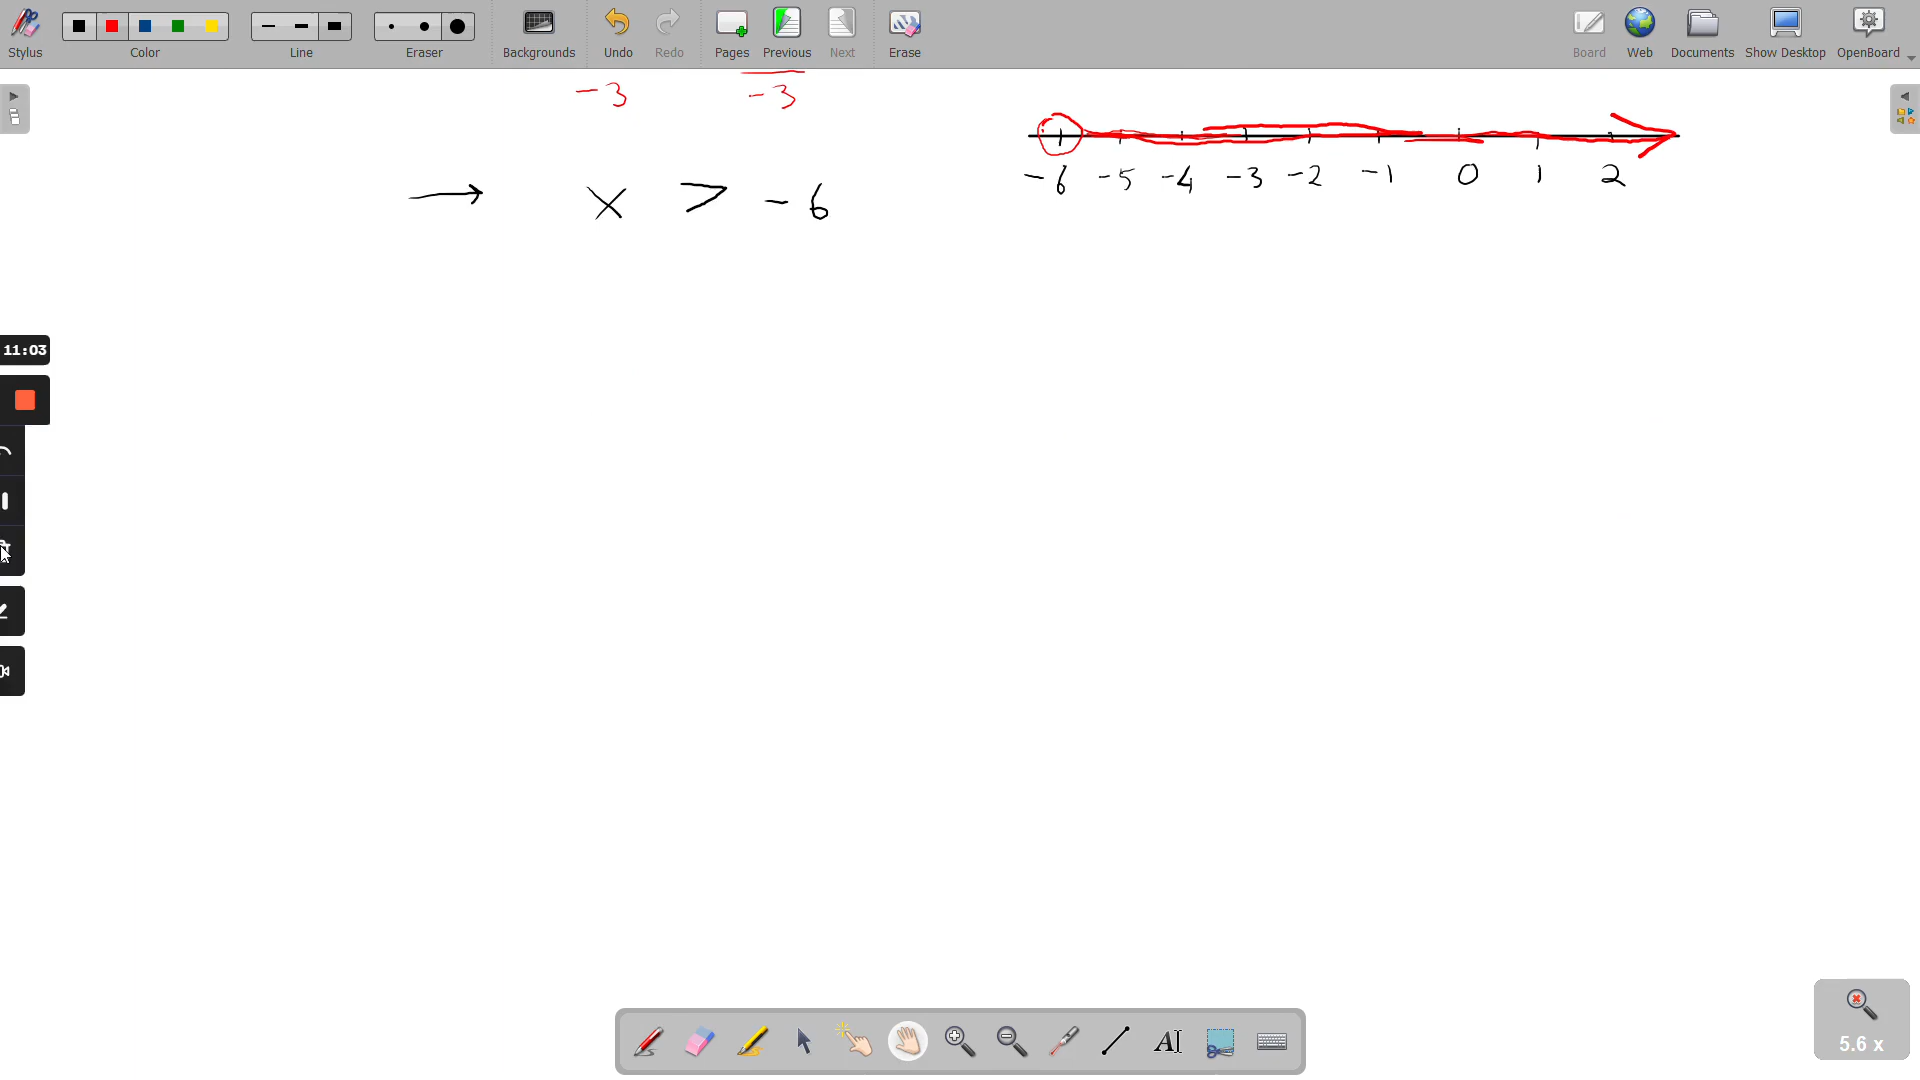 Stylus Color Line Eraser Backgrounds Undo Redo Pages Previous Next Erase Board Web Documents Show Desktop OpenBoard
-3 -3
-6 -5 -4 -3 -2 -1 0 1 2
→ x > -6
11:03
5.6 x